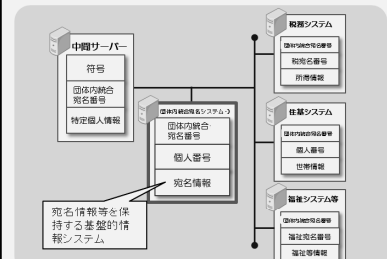 中間サーバー
符号
団体内統合
宛名番号
特定個人情報
団体内統合宛名システム
団体内統合
宛名番号
個人番号
宛名情報
宛名情報等を保
持する基盤的情
報システム
税務システム
団体内統合宛名番号
税宛名番号
所得情報
住基システム
団体内統合宛名番号
個人番号
世帯情報
福祉システム等
団体内統合宛名番号
福祉宛名番号
福祉等情報